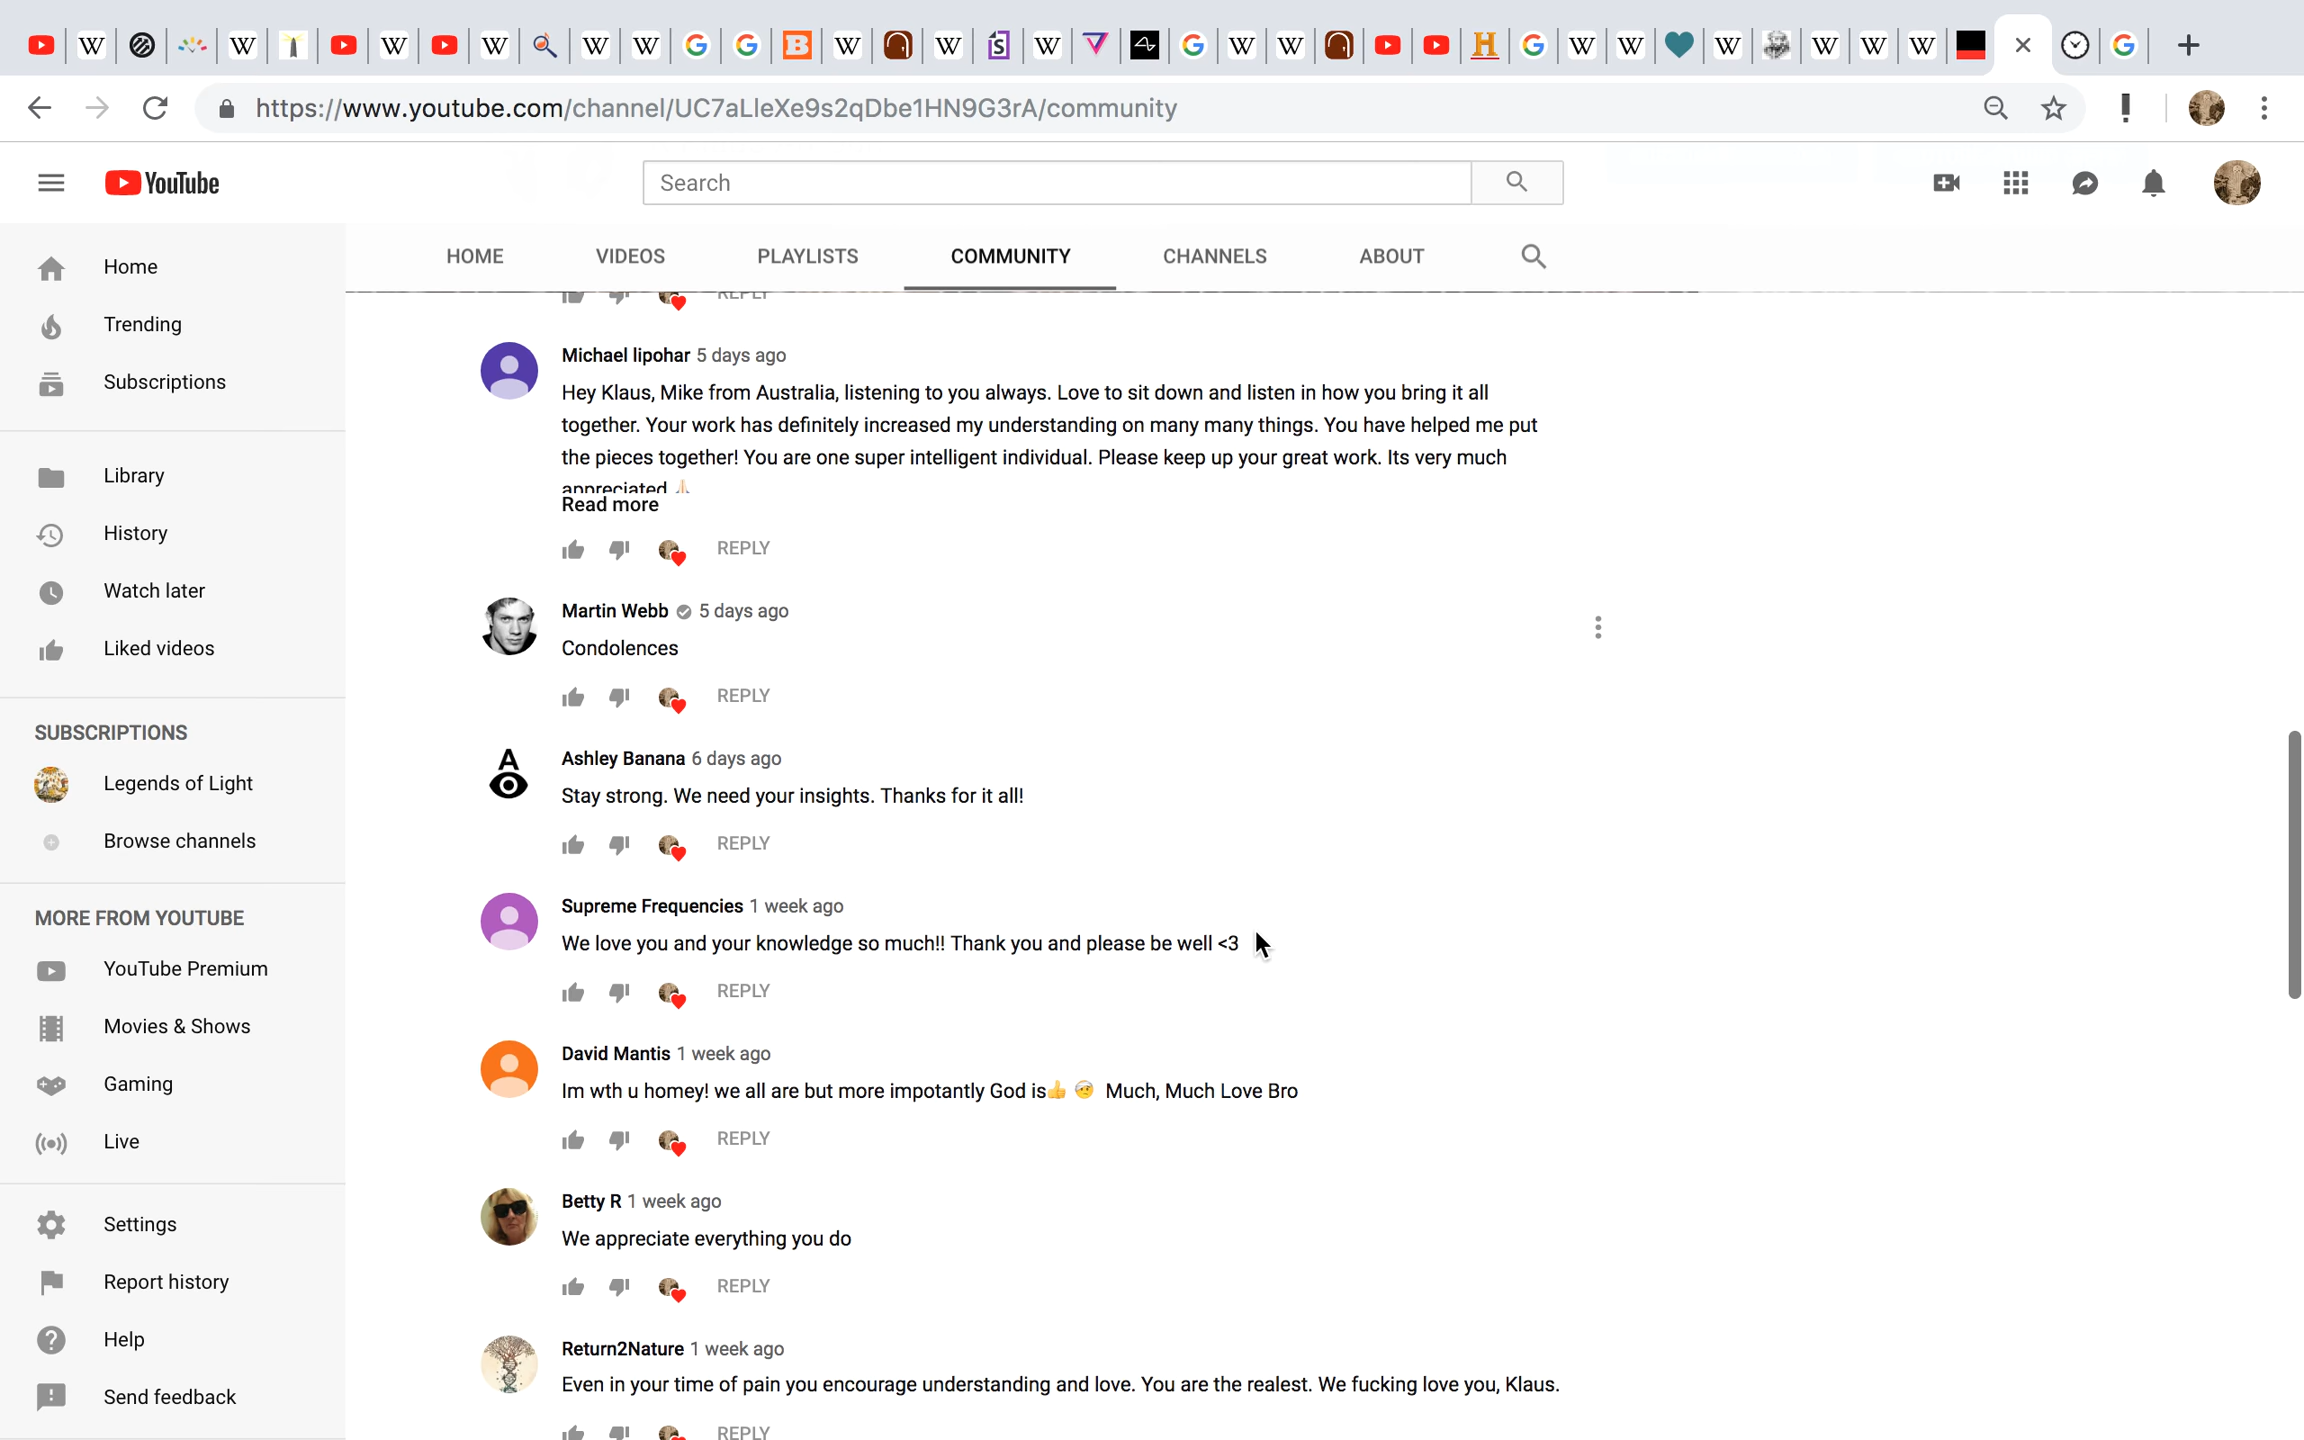 https://www.youtube.com/channel/UC7aLleXe9s2qDbe1HN9G3rA/community
YouTube
Search
HOME VIDEOS PLAYLISTS COMMUNITY CHANNELS ABOUT
Home
Trending
Subscriptions
Library
History
Watch later
Liked videos
SUBSCRIPTIONS
Legends of Light
Browse channels
MORE FROM YOUTUBE
YouTube Premium
Movies & Shows
Gaming
Live
Settings
Report history
Help
Send feedback
REPLY
Michael lipohar 5 days ago
Hey Klaus, Mike from Australia, listening to you always. Love to sit down and listen in how you bring it all
together. Your work has definitely increased my understanding on many many things. You have helped me put
the pieces together! You are one super intelligent individual. Please keep up your great work. Its very much
appreciated 🙏🏻
Read more
REPLY
Martin Webb 5 days ago
Condolences
REPLY
Ashley Banana 6 days ago
Stay strong. We need your insights. Thanks for it all!
REPLY
Supreme Frequencies 1 week ago
We love you and your knowledge so much!! Thank you and please be well <3
REPLY
David Mantis 1 week ago
Im wth u homey! we all are but more impotantly God is👍 🤕 Much, Much Love Bro
REPLY
Betty R 1 week ago
We appreciate everything you do
REPLY
Return2Nature 1 week ago
Even in your time of pain you encourage understanding and love. You are the realest. We fucking love you, Klaus.
REPLY